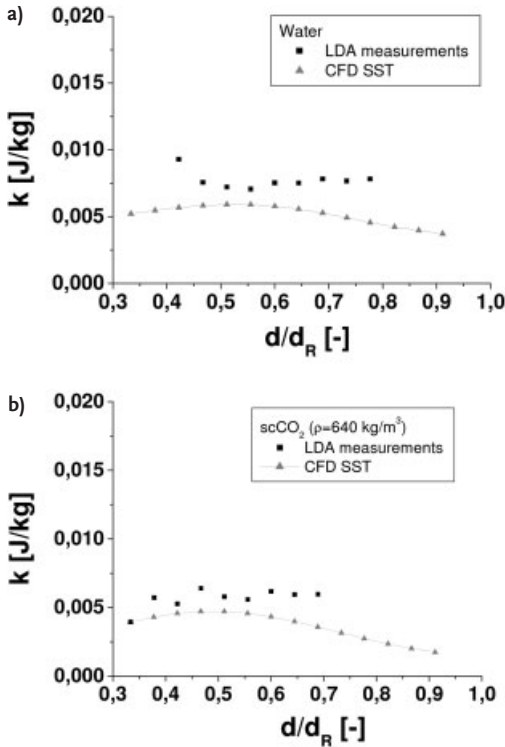 a)
Water
LDA measurements
CFD SST
0,020
0,015
0,010
0,005
0,000
k [J/kg]
0,3 0,4 0,5 0,6 0,7 0,8 0,9 1,0
d/dR [-]
b)
scCO2 (ρ=640 kg/m3)
LDA measurements
CFD SST
0,020
0,015
0,010
0,005
0,000
k [J/kg]
0,3 0,4 0,5 0,6 0,7 0,8 0,9 1,0
d/dR [-]